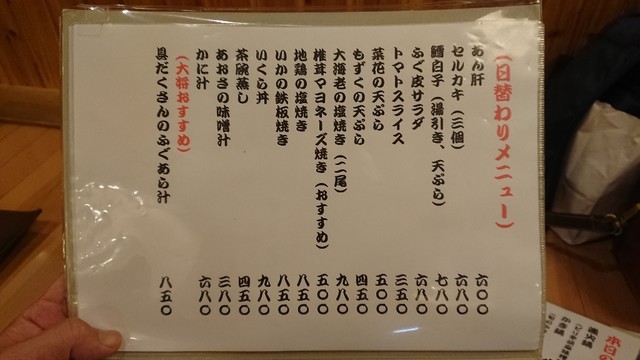 （日替わりメニュー）
あん肝 六〇〇
セルカキ（三個） 六八〇
鱈白子（湯引き、天ぷら） 七八〇
ふぐ皮サラダ 六八〇
トマトスライス 三五〇
菜花の天ぷら 五〇〇
もずくの天ぷら 四五〇
大海老の塩焼き（二尾） 九八〇
椎茸マヨネーズ焼き（おすすめ） 五〇〇
地鶏の塩焼き 八五〇
いかの鉄板焼き 八五〇
いくら丼 九八〇
茶碗蒸し 四五〇
あおさの味噌汁 三八〇
かに汁 六八〇
（大将おすすめ）
具だくさんのふぐあら汁 八五〇
本日の